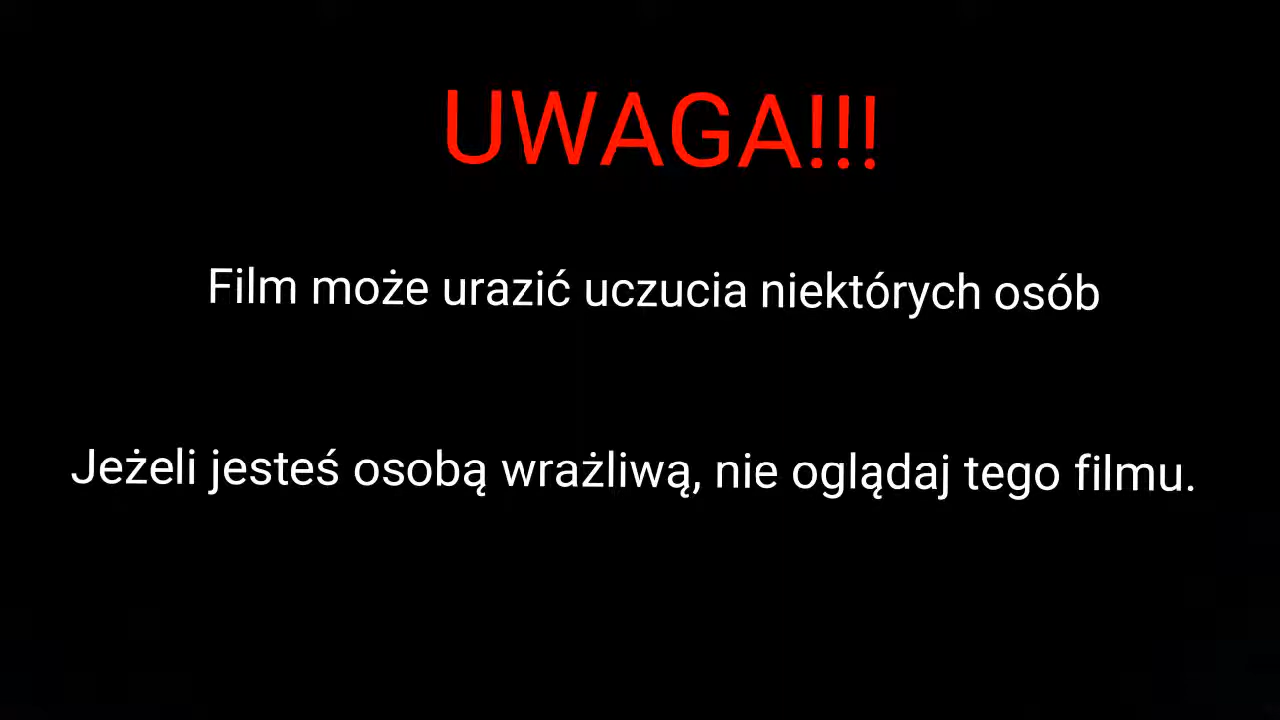 UWAGA!!!
Film może urazić uczucia niektórych osób
Jeżeli jesteś osobą wrażliwą, nie oglądaj tego filmu.